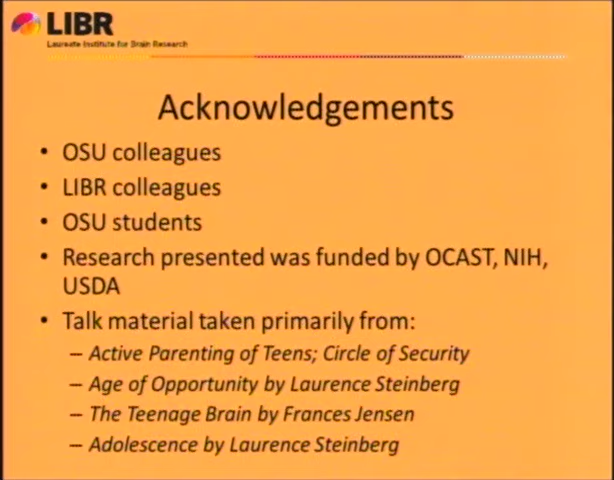 LIBR
Laureate Institute for Brain Research
Acknowledgements
• OSU colleagues
• LIBR colleagues
• OSU students
• Research presented was funded by OCAST, NIH,
USDA
• Talk material taken primarily from:
– Active Parenting of Teens; Circle of Security
– Age of Opportunity by Laurence Steinberg
– The Teenage Brain by Frances Jensen
– Adolescence by Laurence Steinberg